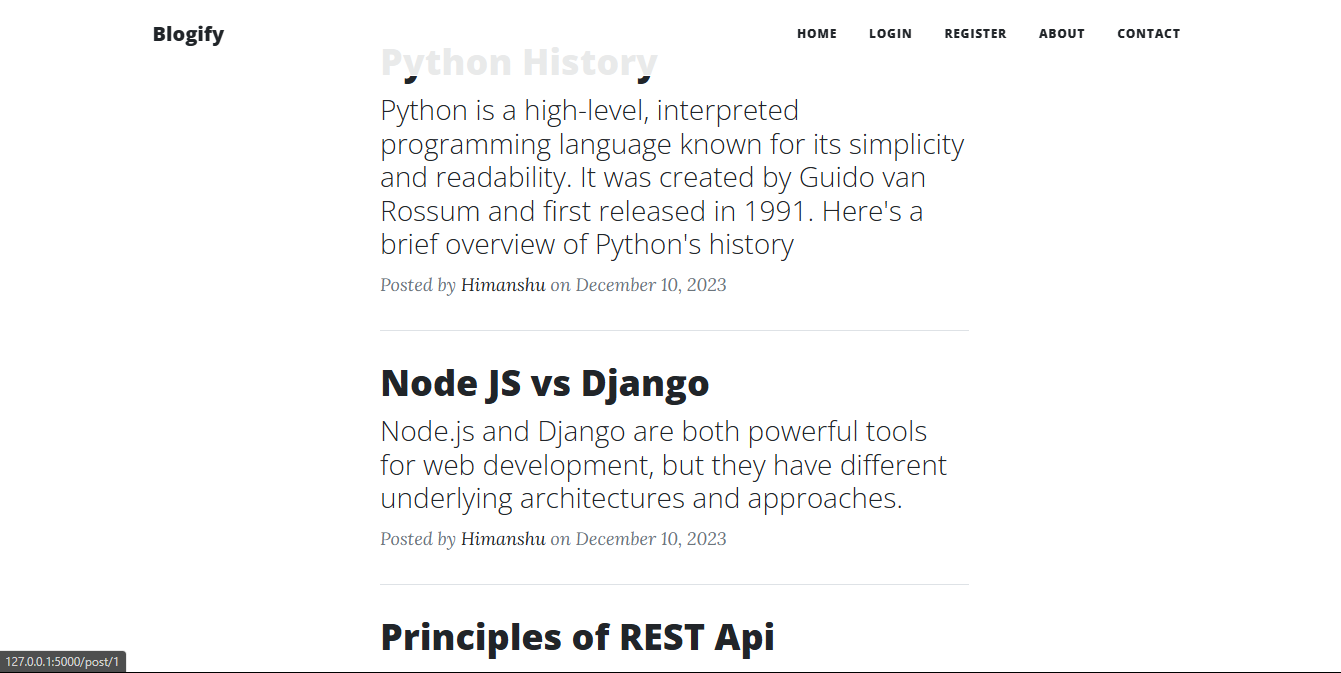 Blogify HOME LOGIN REGISTER ABOUT CONTACT
Python History
Python is a high-level, interpreted
programming language known for its simplicity
and readability. It was created by Guido van
Rossum and first released in 1991. Here's a
brief overview of Python's history
Posted by Himanshu on December 10, 2023
Node JS vs Django
Node.js and Django are both powerful tools
for web development, but they have different
underlying architectures and approaches.
Posted by Himanshu on December 10, 2023
Principles of REST Api
127.0.0.1:5000/post/1